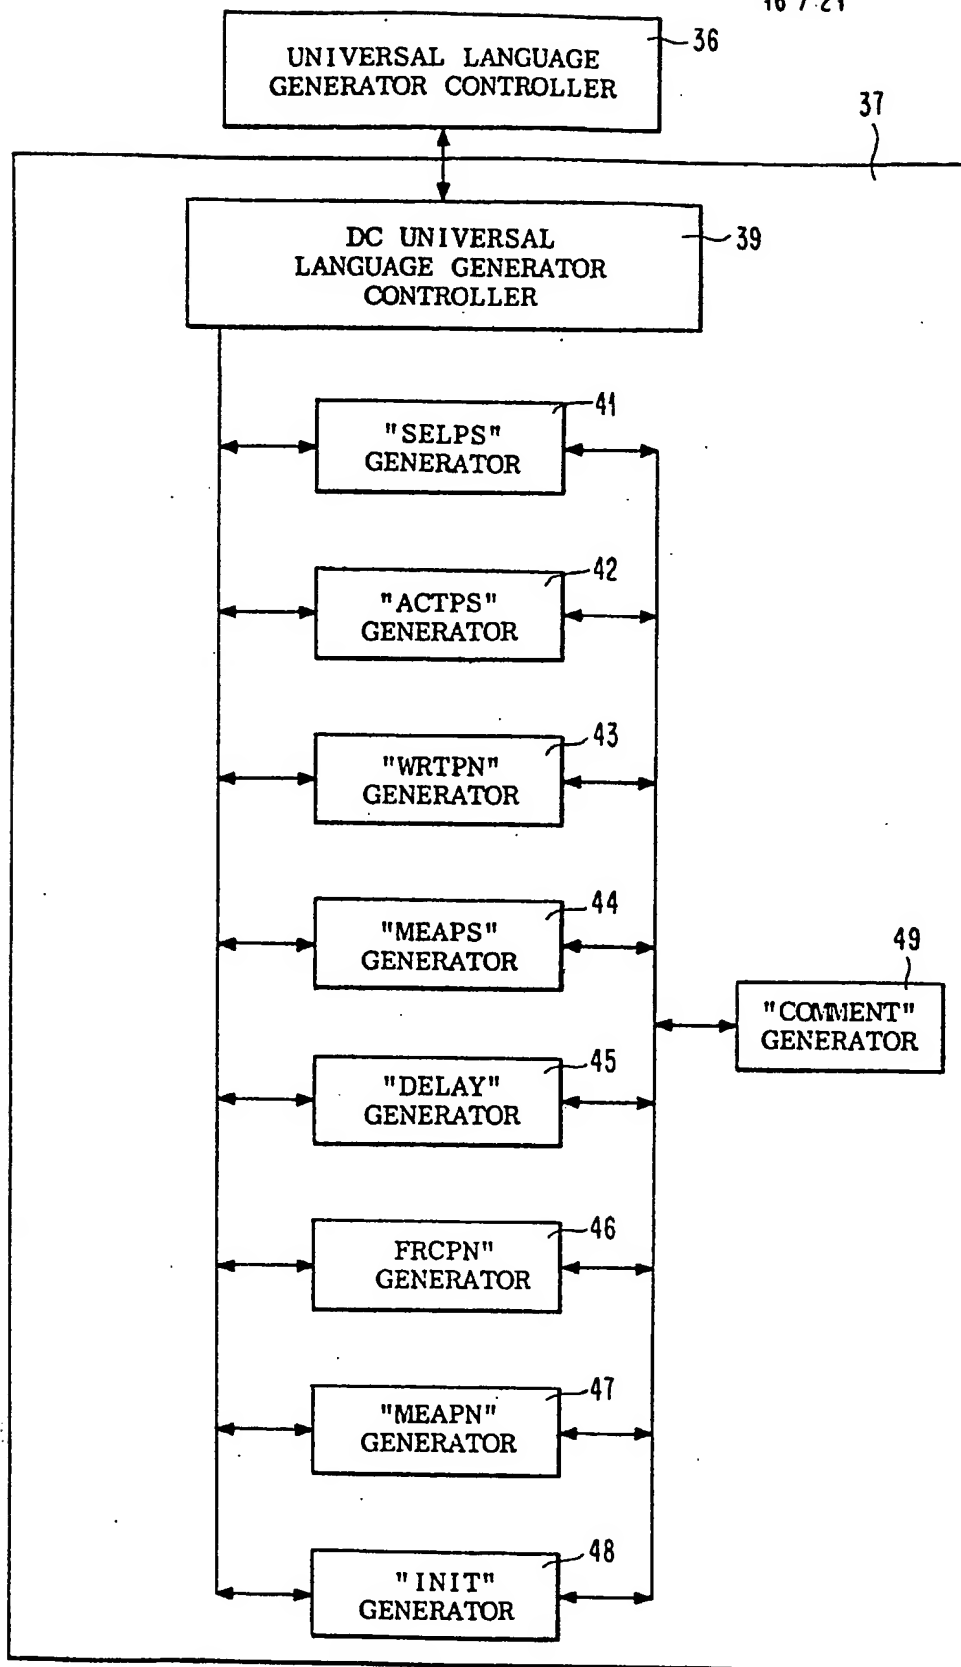 UNIVERSAL LANGUAGE
GENERATOR CONTROLLER
36
37
DC UNIVERSAL
LANGUAGE GENERATOR
CONTROLLER
39
"SELPS"
GENERATOR
41
"ACTPS"
GENERATOR
42
"WRTPN"
GENERATOR
43
"MEAPS"
GENERATOR
44
"COMMENT"
GENERATOR
49
"DELAY"
GENERATOR
45
FRCPN"
GENERATOR
46
"MEAPN"
GENERATOR
47
"INIT"
GENERATOR
48